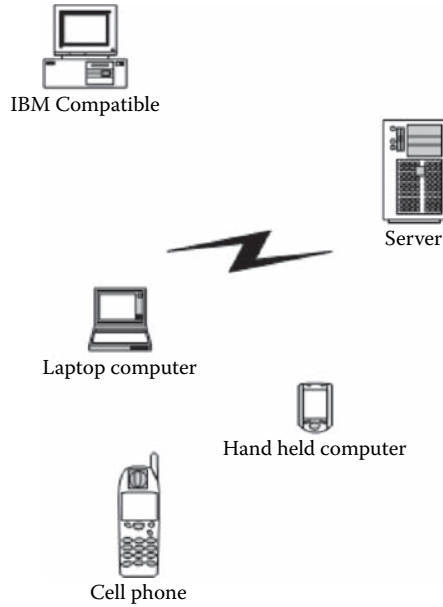 IBM Compatible
Server
Laptop computer
Hand held computer
Cell phone